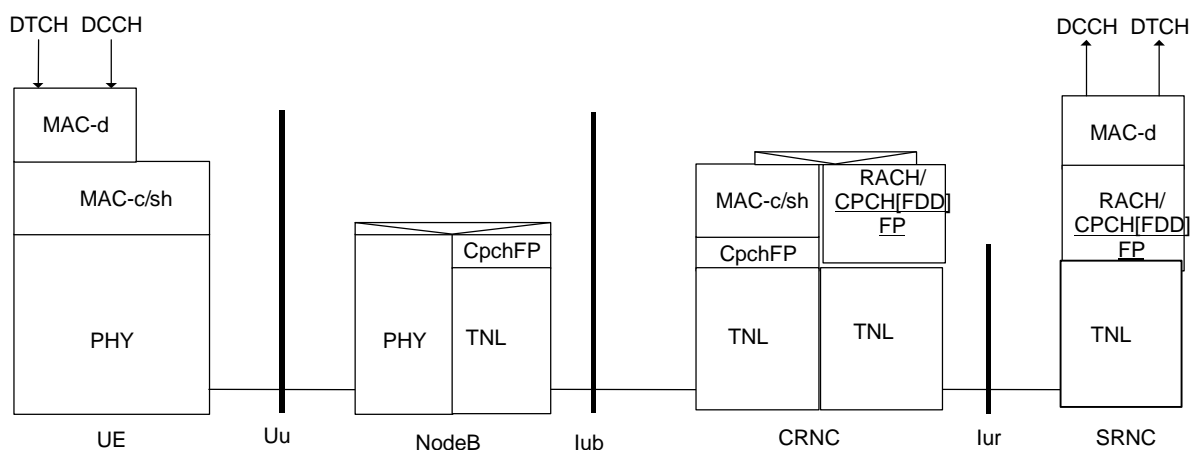 DTCH DCCH
DCCH DTCH
MAC-d
MAC-d
MAC-c/sh
MAC-c/sh
RACH/
CPCH[FDD]
FP
RACH/
CPCH[FDD]
FP
CpchFP
CpchFP
PHY
PHY
TNL
TNL
TNL
TNL
UE
Uu
NodeB
Iub
CRNC
Iur
SRNC